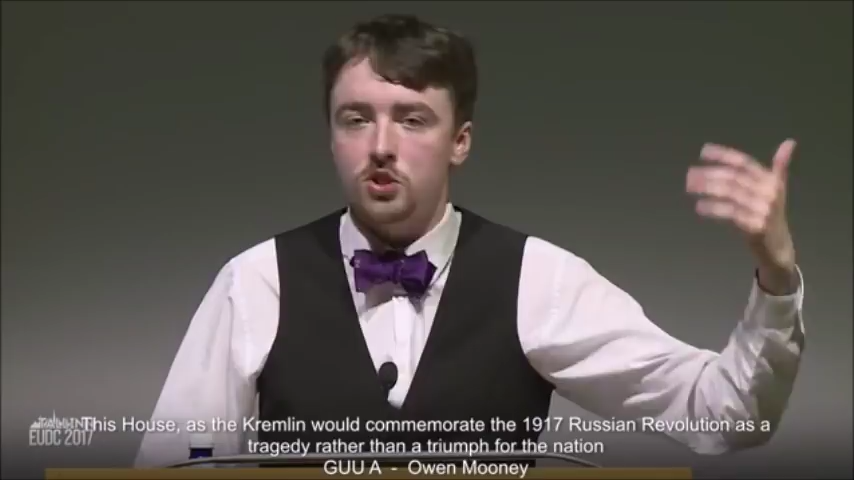 This House, as the Kremlin would commemorate the 1917 Russian Revolution as a
tragedy rather than a triumph for the nation
GUU A - Owen Mooney
EUDC 2017